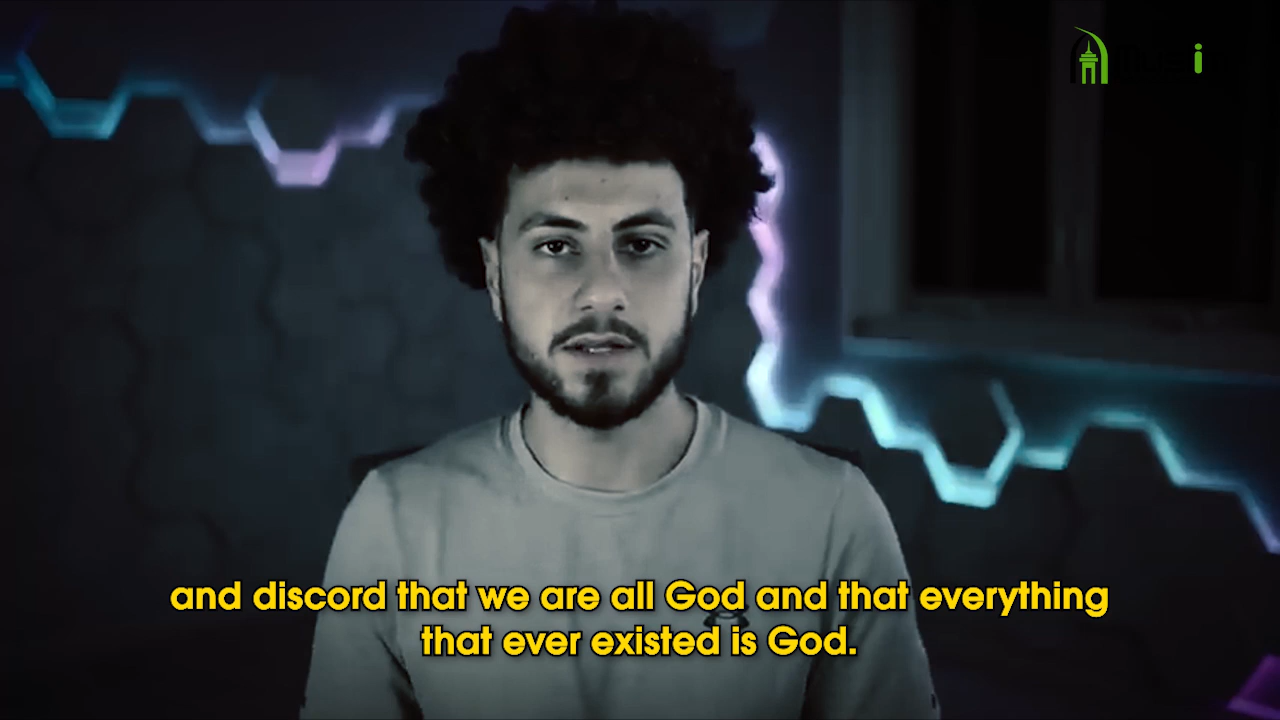 and discord that we are all God and that everything
that ever existed is God.